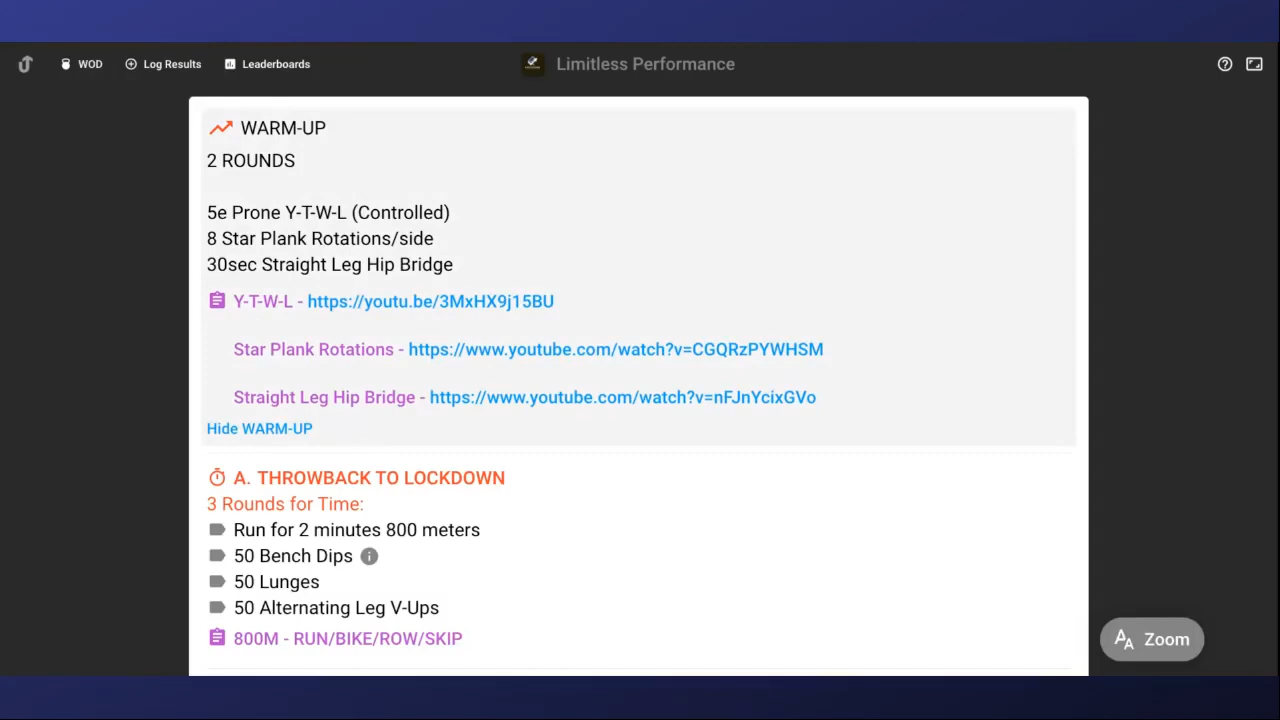 WOD Log Results Leaderboards Limitless Performance
WARM-UP
2 ROUNDS
5e Prone Y-T-W-L (Controlled)
8 Star Plank Rotations/side
30sec Straight Leg Hip Bridge
Y-T-W-L - https://youtu.be/3MxHX9j15BU
Star Plank Rotations - https://www.youtube.com/watch?v=CGQRzPYWHSM
Straight Leg Hip Bridge - https://www.youtube.com/watch?v=nFJnYcixGVo
Hide WARM-UP
A. THROWBACK TO LOCKDOWN
3 Rounds for Time:
Run for 2 minutes 800 meters
50 Bench Dips
50 Lunges
50 Alternating Leg V-Ups
800M - RUN/BIKE/ROW/SKIP
Zoom